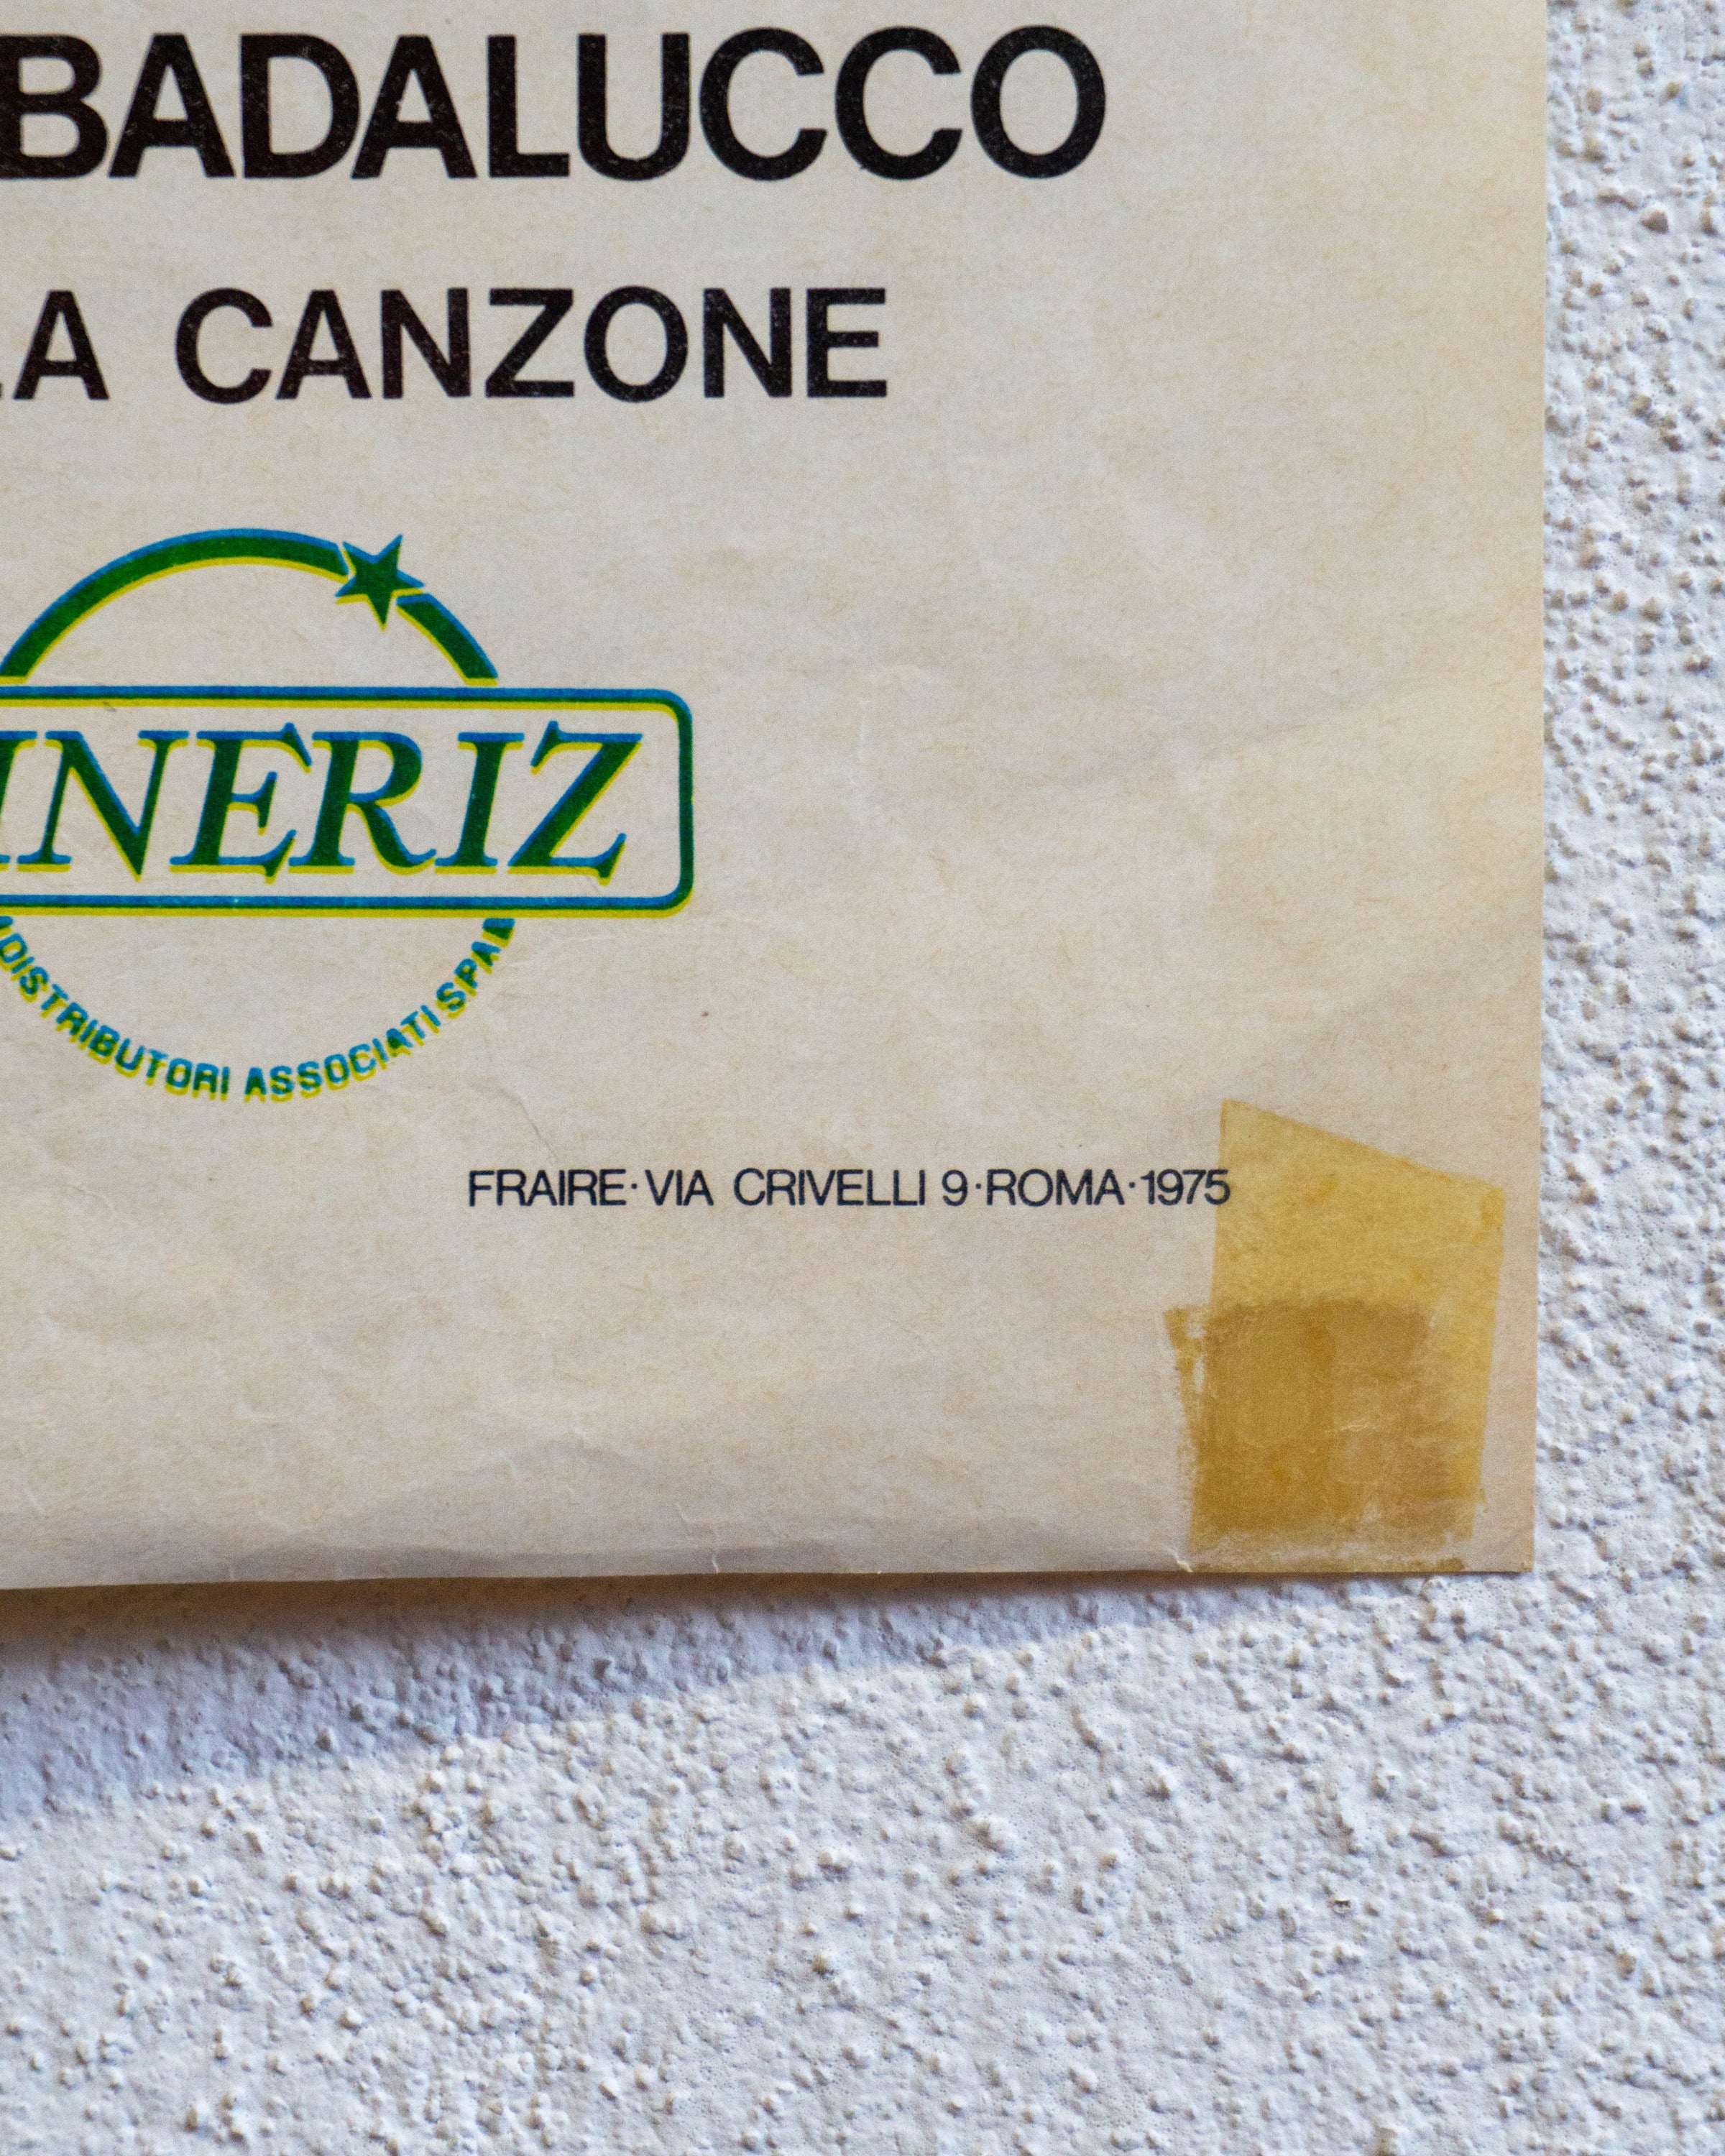 BADALUCCO
LA CANZONE
INERIZ
DISTRIBUTORI ASSOCIATI SPA
FRAIRE·VIA CRIVELLI 9·ROMA·1975